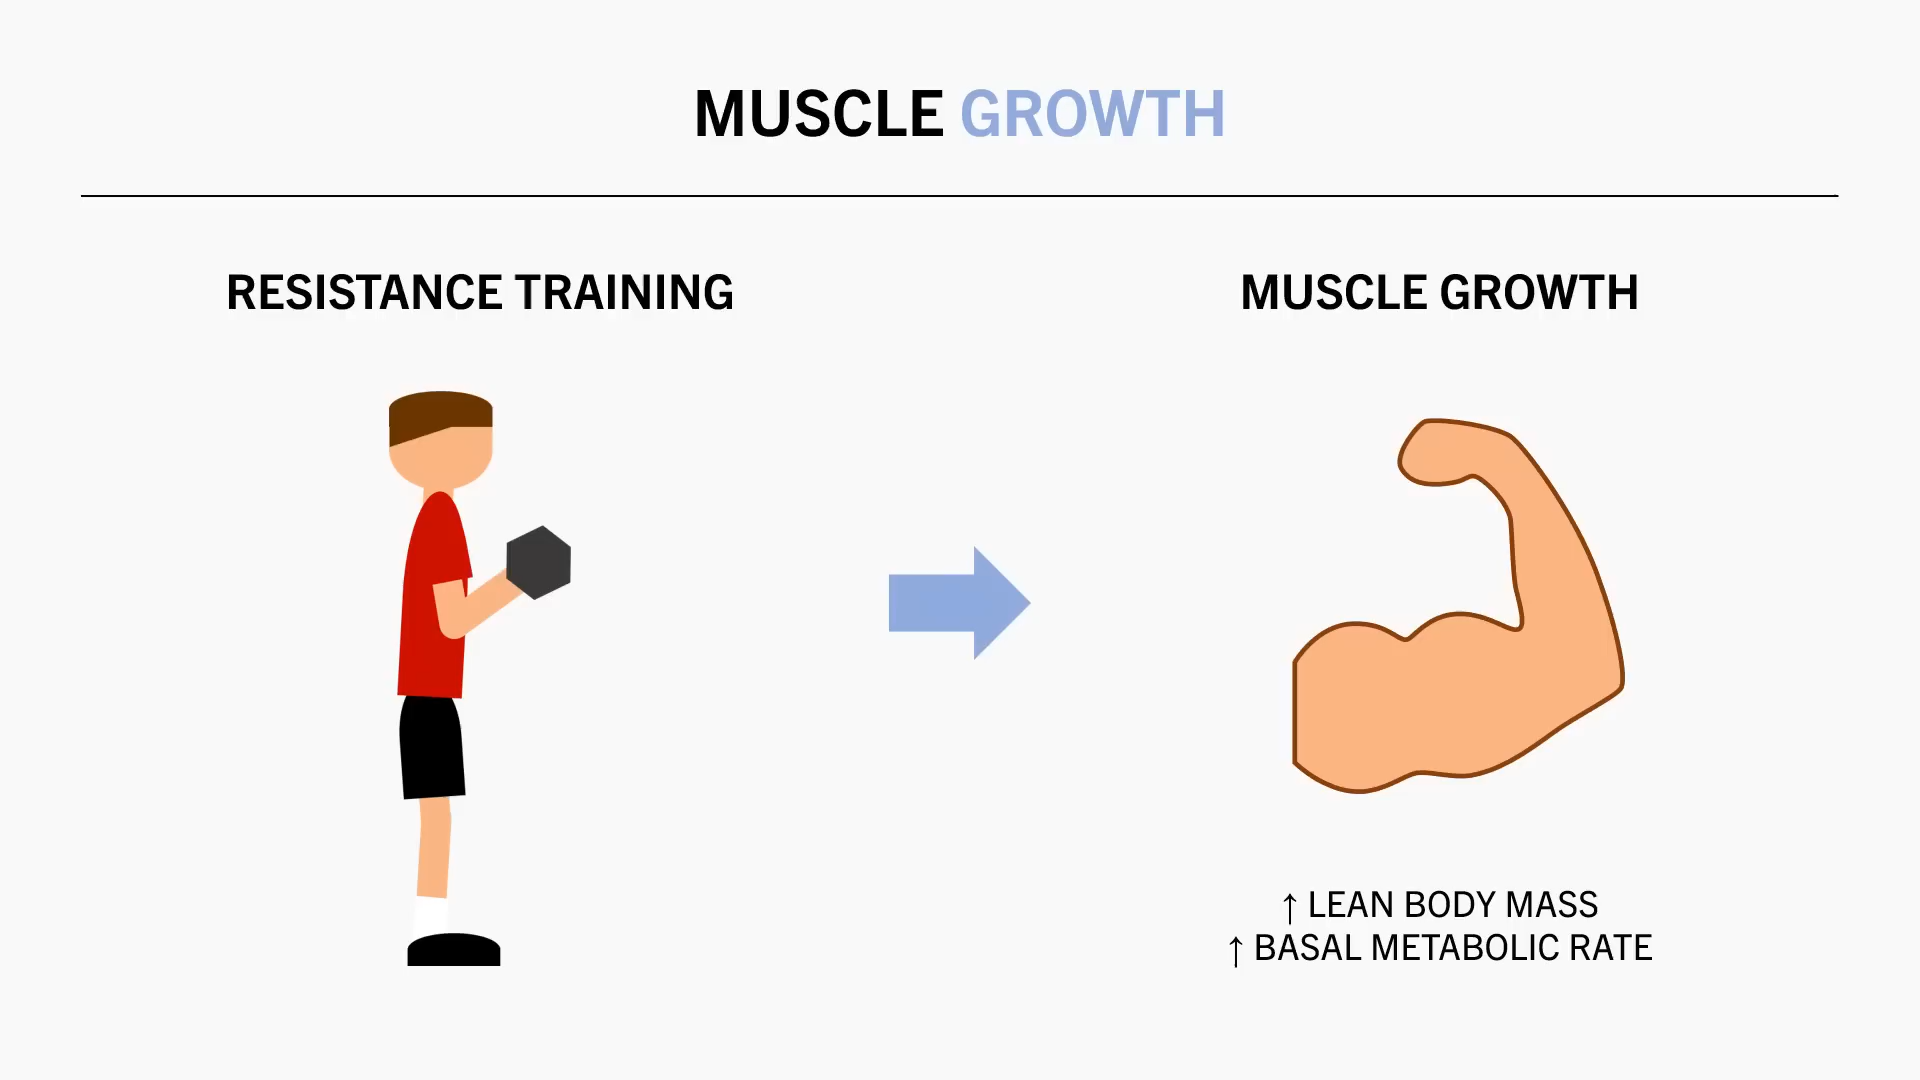 MUSCLE GROWTH
RESISTANCE TRAINING
MUSCLE GROWTH
↑ LEAN BODY MASS
↑ BASAL METABOLIC RATE